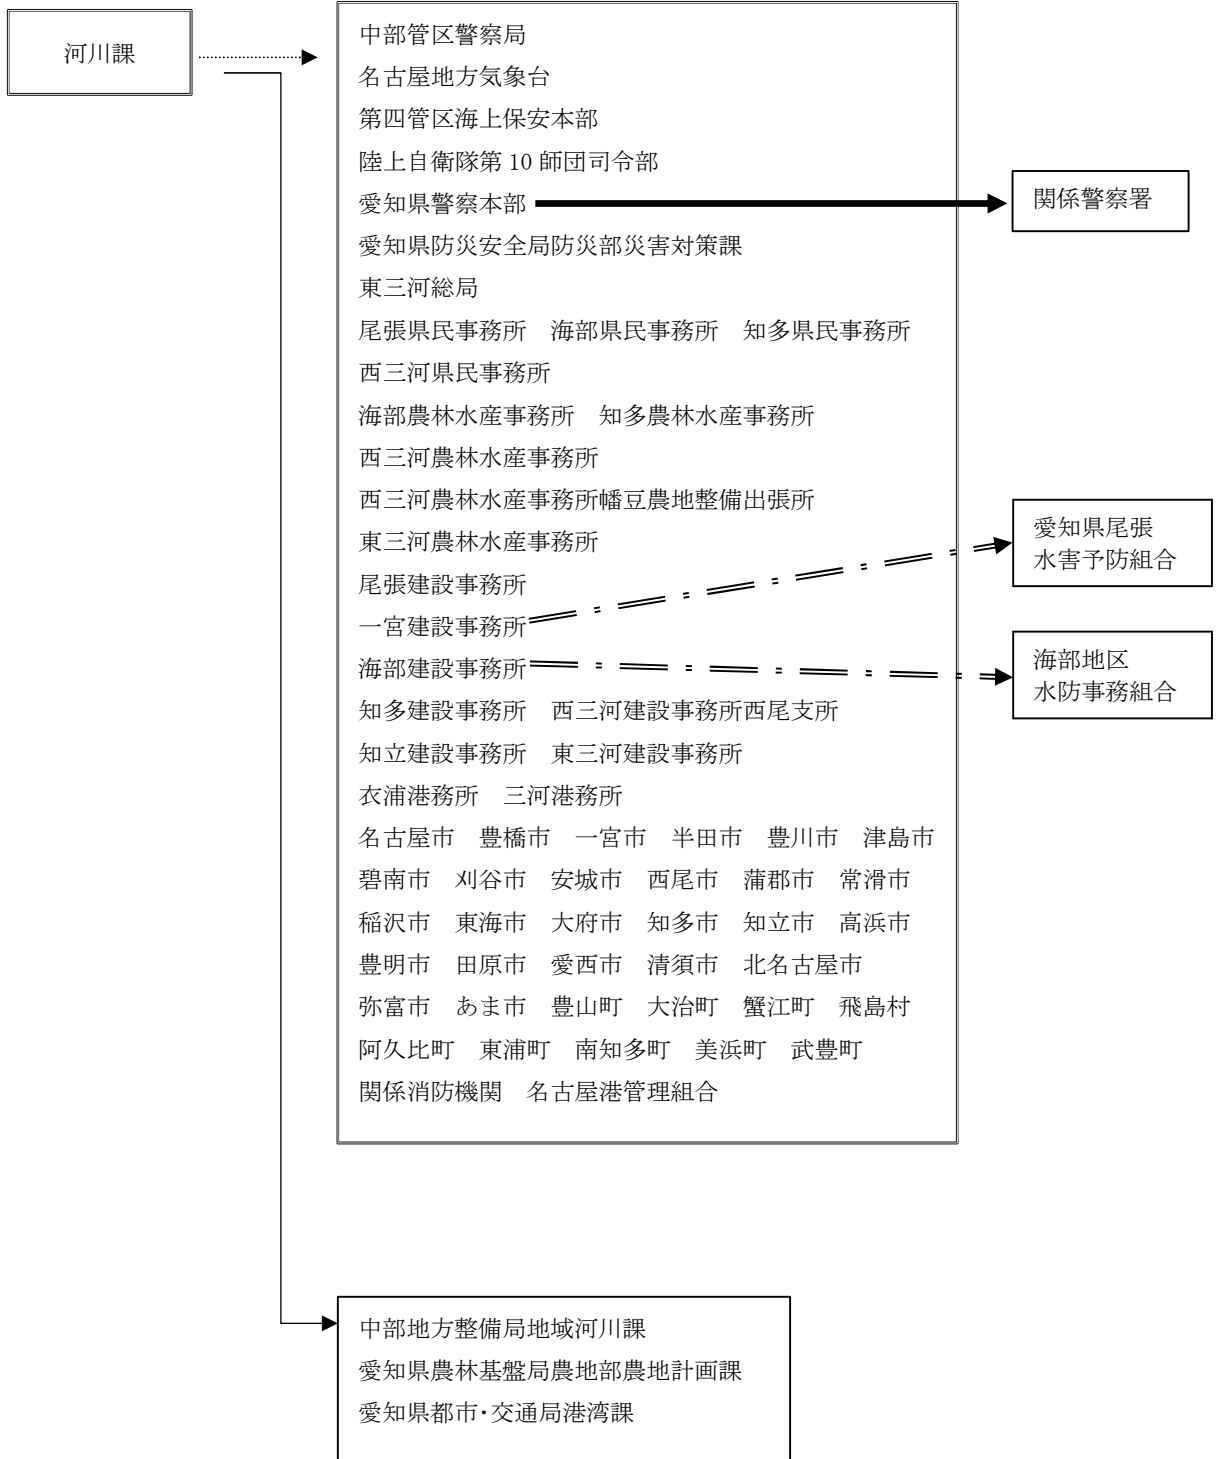 河川課
中部管区警察局
名古屋地方気象台
第四管区海上保安本部
陸上自衛隊第 10 師団司令部
愛知県警察本部
関係警察署
愛知県防災安全局防災部災害対策課
東三河総局
尾張県民事務所　海部県民事務所　知多県民事務所
西三河県民事務所
海部農林水産事務所　知多農林水産事務所
西三河農林水産事務所
西三河農林水産事務所幡豆農地整備出張所
東三河農林水産事務所
尾張建設事務所
一宮建設事務所
愛知県尾張
水害予防組合
海部建設事務所
海部地区
水防事務組合
知多建設事務所　西三河建設事務所西尾支所
知立建設事務所　東三河建設事務所
衣浦港務所　三河港務所
名古屋市　豊橋市　一宮市　半田市　豊川市　津島市
碧南市　刈谷市　安城市　西尾市　蒲郡市　常滑市
稲沢市　東海市　大府市　知多市　知立市　高浜市
豊明市　田原市　愛西市　清須市　北名古屋市
弥富市　あま市　豊山町　大治町　蟹江町　飛島村
阿久比町　東浦町　南知多町　美浜町　武豊町
関係消防機関　名古屋港管理組合
中部地方整備局地域河川課
愛知県農林基盤局農地部農地計画課
愛知県都市・交通局港湾課